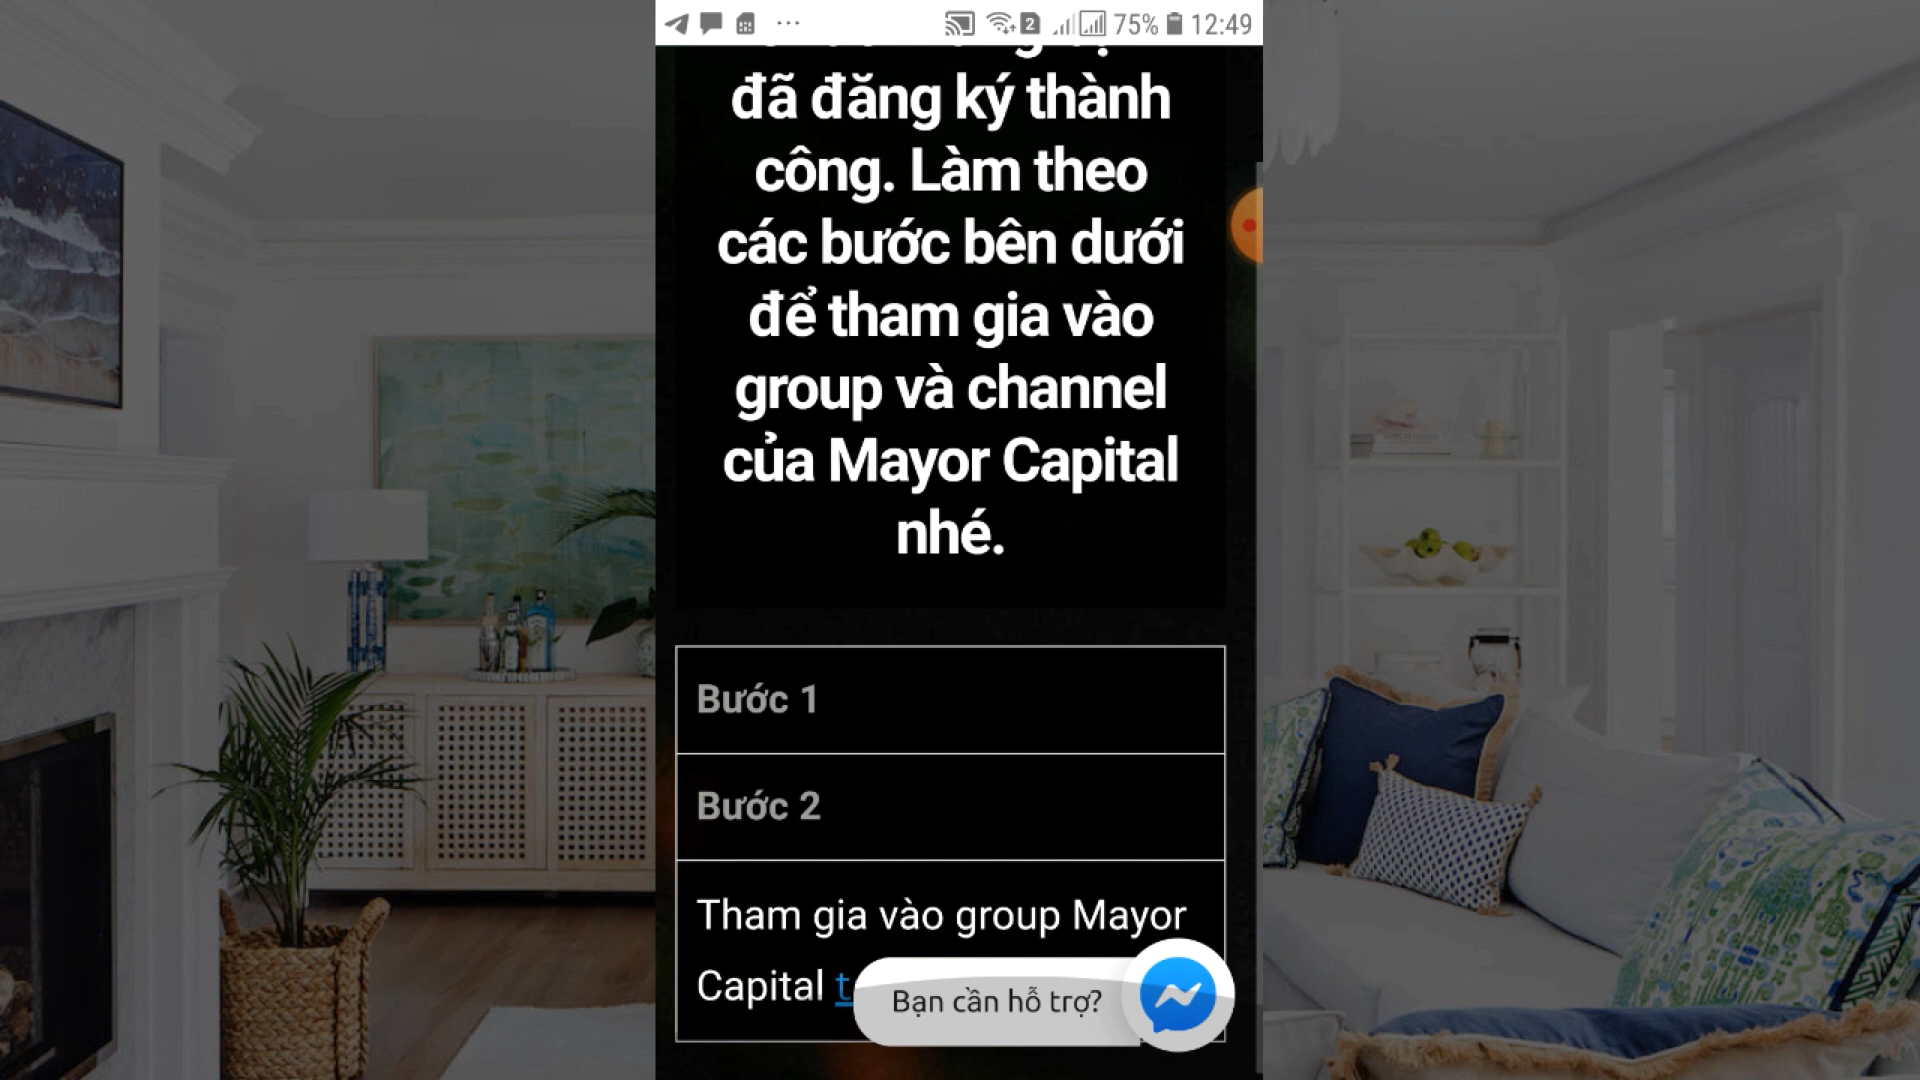 2 75% 12:49
đã đăng ký thành
công. Làm theo
các bước bên dưới
để tham gia vào
group và channel
của Mayor Capital
nhé.
Bước 1
Bước 2
Tham gia vào group Mayor
Capital t
Bạn cần hỗ trợ?